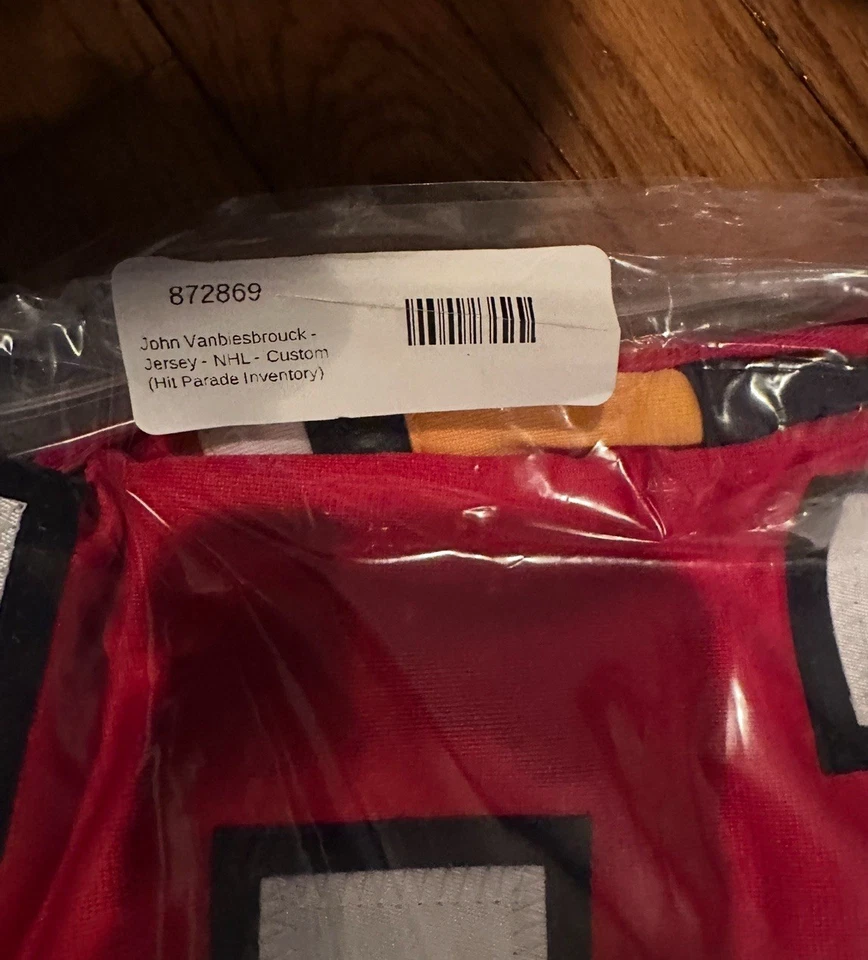 872869
John Vanbiesbrouck -
Jersey - NHL - Custom
(Hit Parade Inventory)